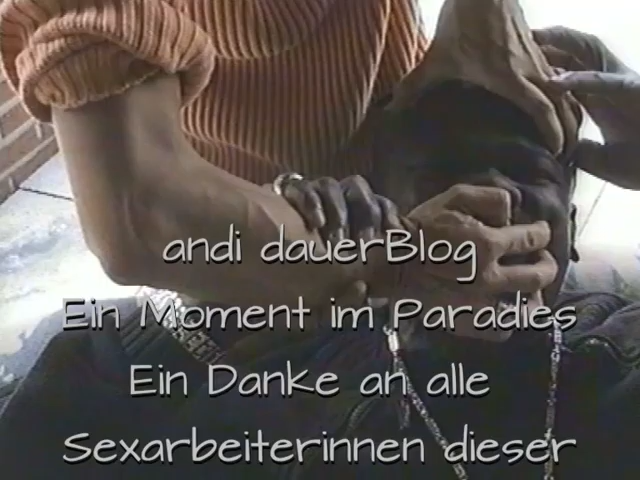 andi dauerBlog
Ein Moment im Paradies
Ein Danke an alle
Sexarbeiterinnen dieser